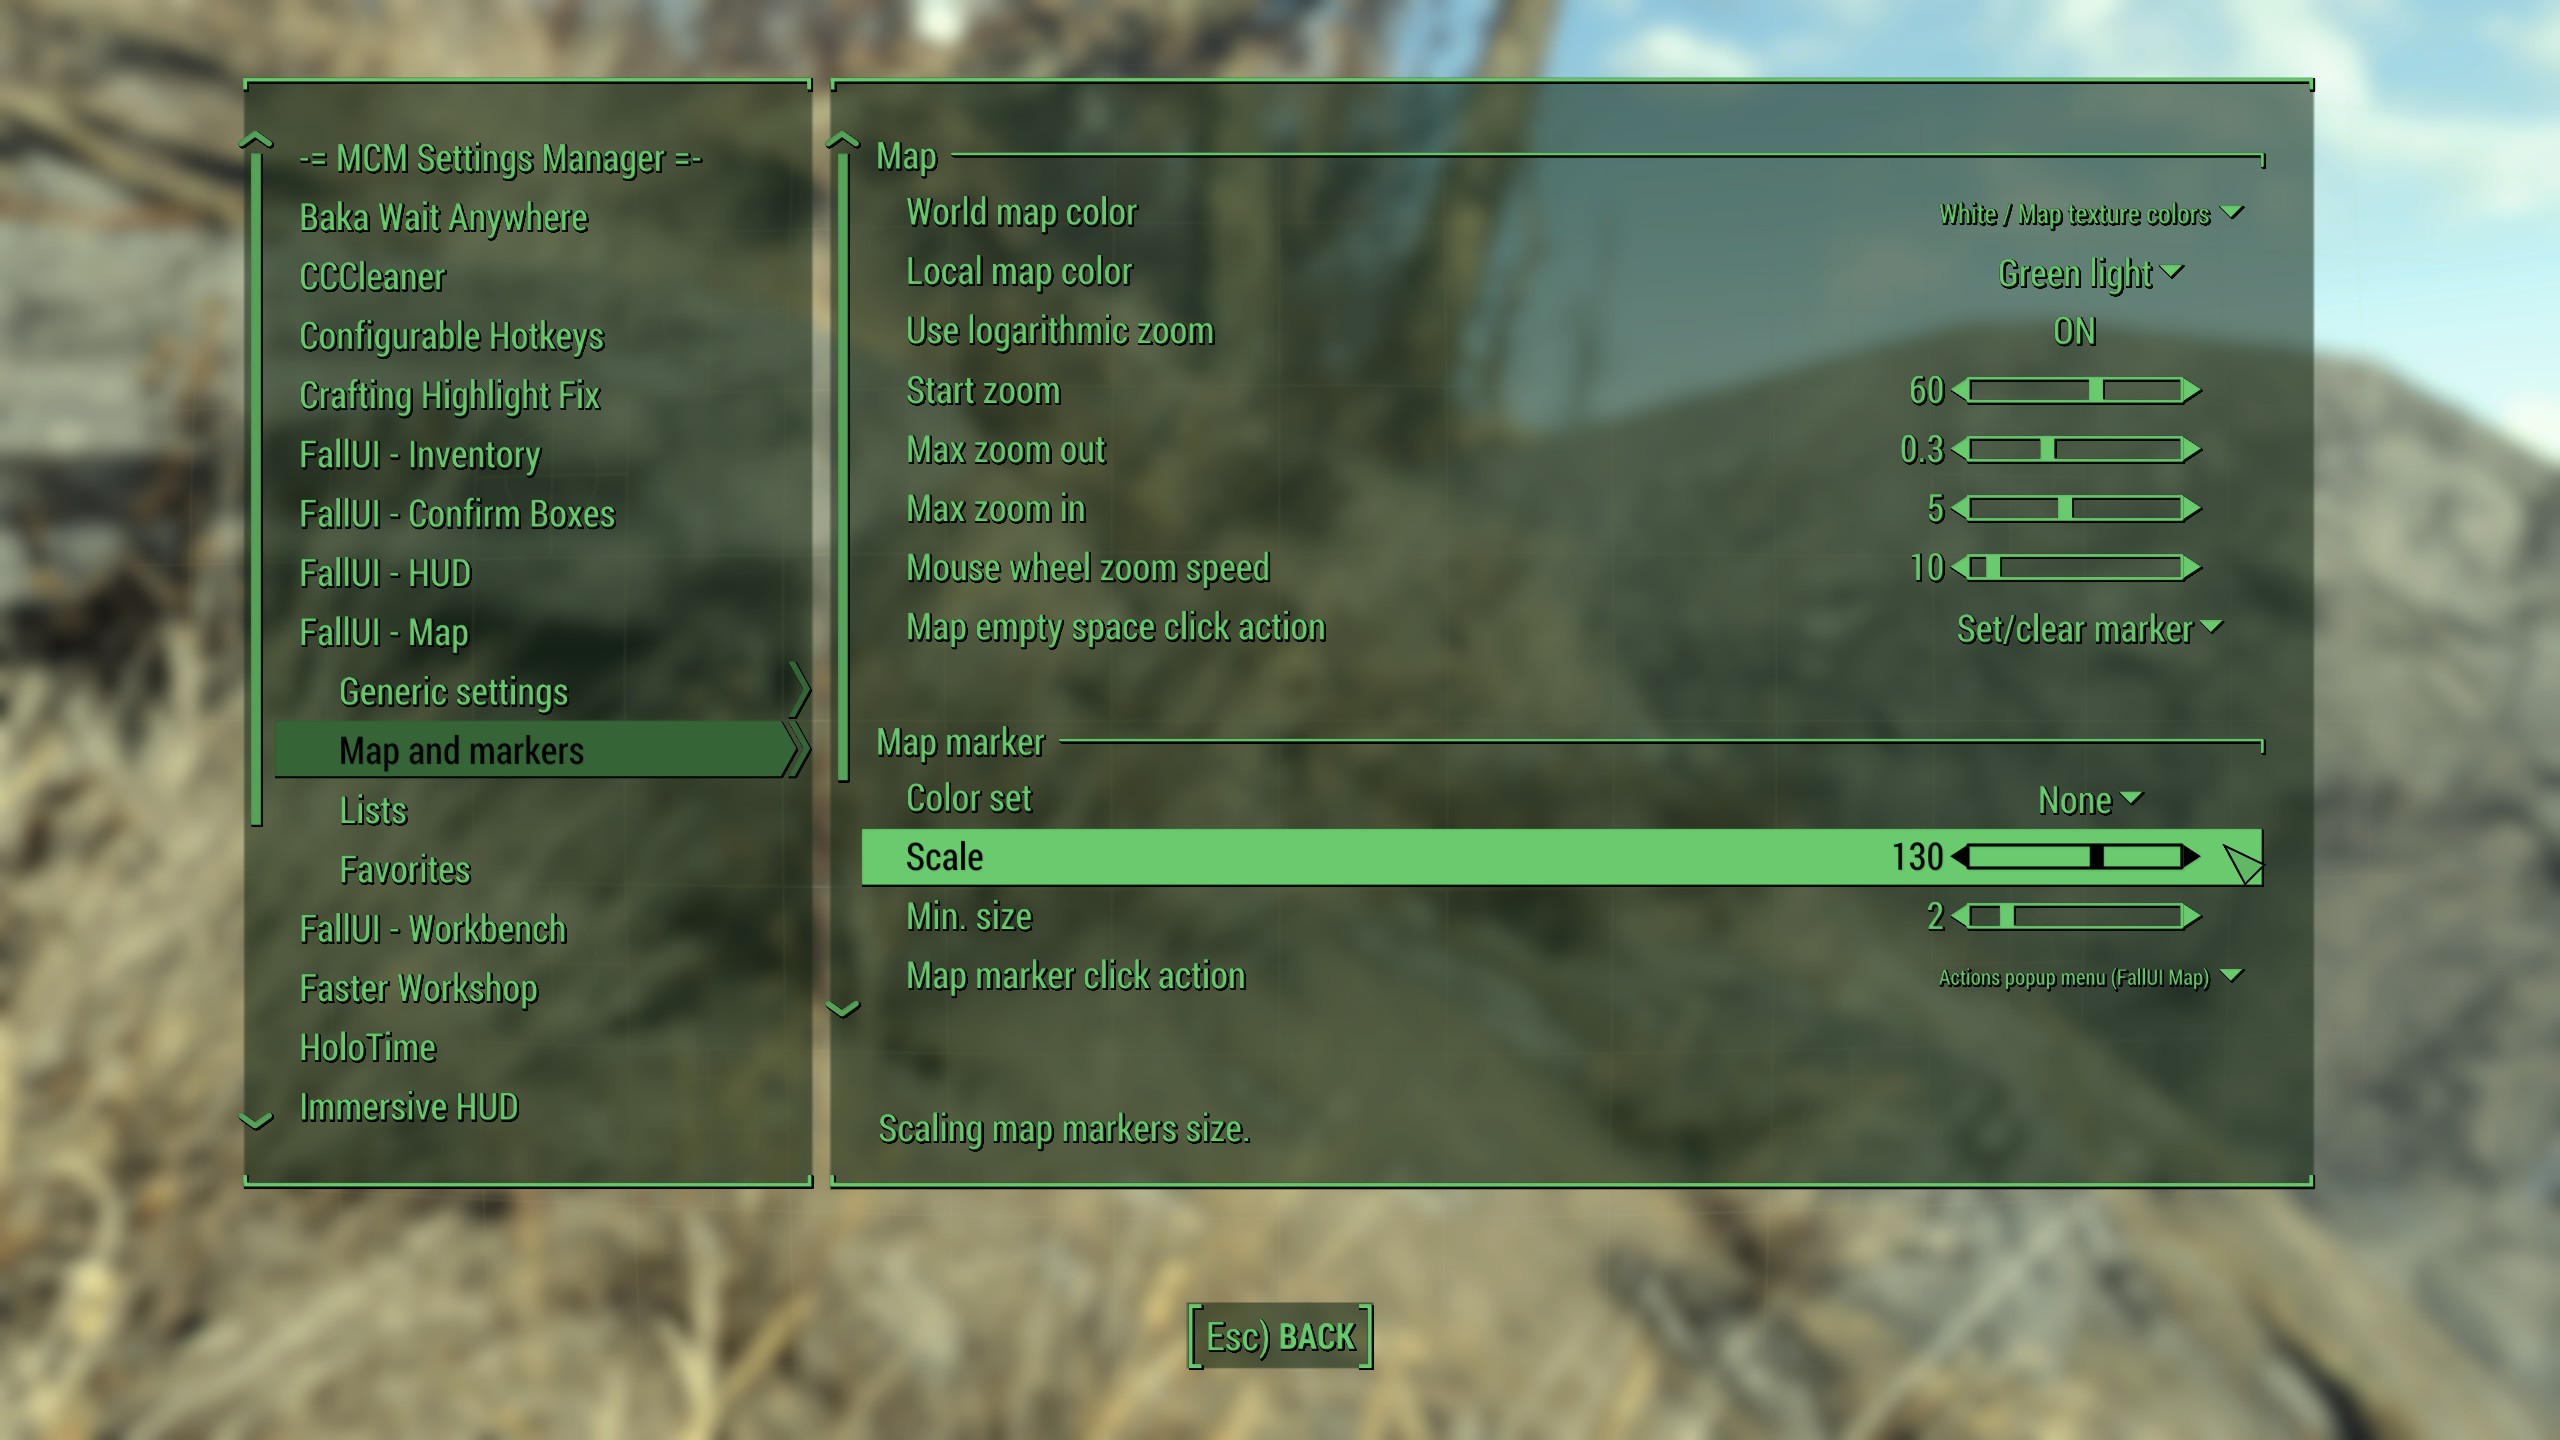 -= MCM Settings Manager =-
Baka Wait Anywhere
CCCleaner
Configurable Hotkeys
Crafting Highlight Fix
FallUI - Inventory
FallUI - Confirm Boxes
FallUI - HUD
FallUI - Map
Generic settings
Map and markers
Lists
Favorites
FallUI - Workbench
Faster Workshop
HoloTime
Immersive HUD
Map
World map color White / Map texture colors
Local map color Green light
Use logarithmic zoom ON
Start zoom 60
Max zoom out 0.3
Max zoom in 5
Mouse wheel zoom speed 10
Map empty space click action Set/clear marker
Map marker
Color set None
Scale 130
Min. size 2
Map marker click action Actions popup menu (FallUI Map)
Scaling map markers size.
Esc) BACK